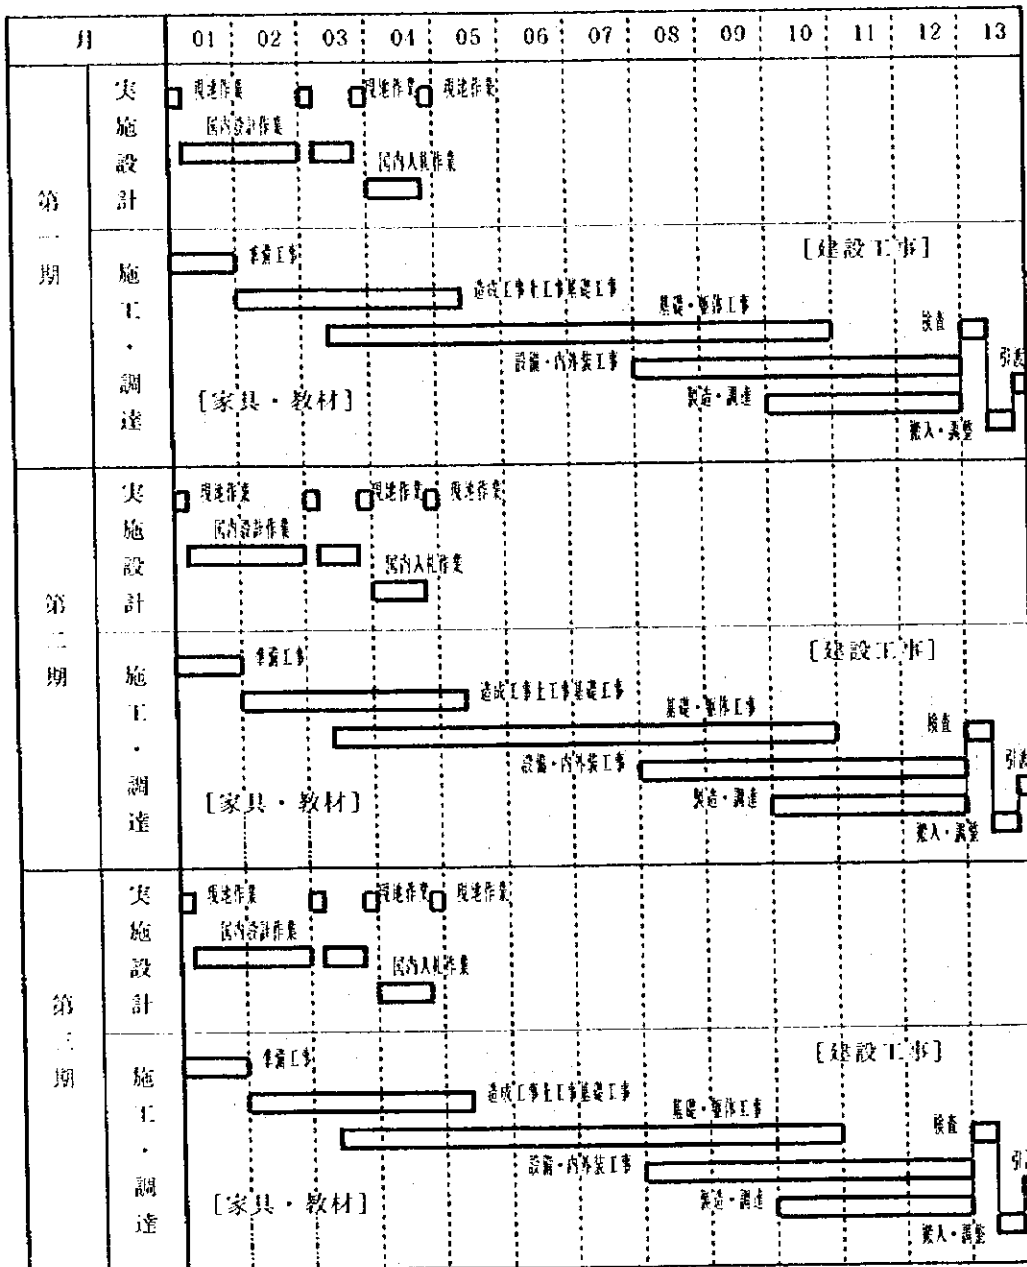 月 01 02 03 04 05 06 07 08 09 10 11 12 13
第一期
実施設計
現地作業 現地作業 現地作業
国内設計作業
国内入札作業
施工・調達
[建設工事]
準備工事
造成工事土工事基礎工事
基礎・躯体工事
検査
設備・内外装工事
引渡
[家具・教材]
製造・調達
搬入・調整
第二期
実施設計
現地作業 現地作業 現地作業
国内設計作業
国内入札作業
施工・調達
[建設工事]
準備工事
造成工事土工事基礎工事
基礎・躯体工事
検査
設備・内外装工事
引渡
[家具・教材]
製造・調達
搬入・調整
第三期
実施設計
現地作業 現地作業 現地作業
国内設計作業
国内入札作業
施工・調達
[建設工事]
準備工事
造成工事土工事基礎工事
基礎・躯体工事
検査
設備・内外装工事
引
[家具・教材]
製造・調達
搬入・調整